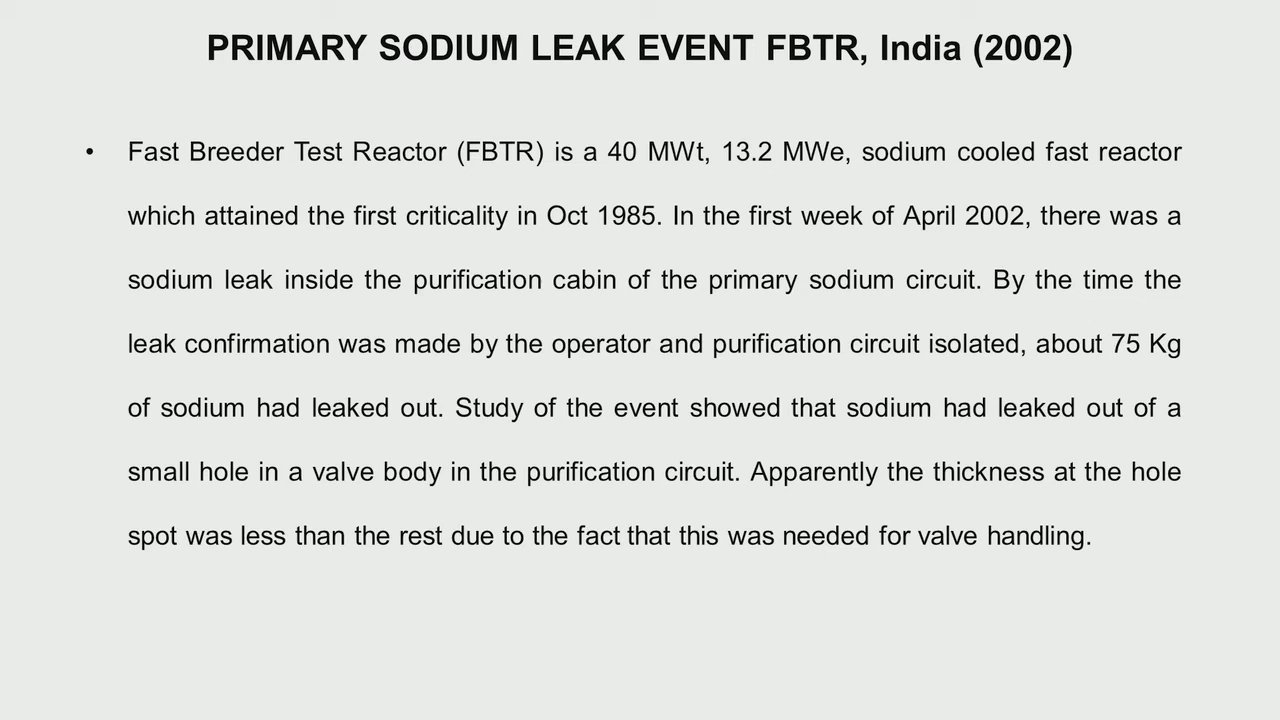 PRIMARY SODIUM LEAK EVENT FBTR, India (2002)
• Fast Breeder Test Reactor (FBTR) is a 40 MWt, 13.2 MWe, sodium cooled fast reactor
which attained the first criticality in Oct 1985. In the first week of April 2002, there was a
sodium leak inside the purification cabin of the primary sodium circuit. By the time the
leak confirmation was made by the operator and purification circuit isolated, about 75 Kg
of sodium had leaked out. Study of the event showed that sodium had leaked out of a
small hole in a valve body in the purification circuit. Apparently the thickness at the hole
spot was less than the rest due to the fact that this was needed for valve handling.